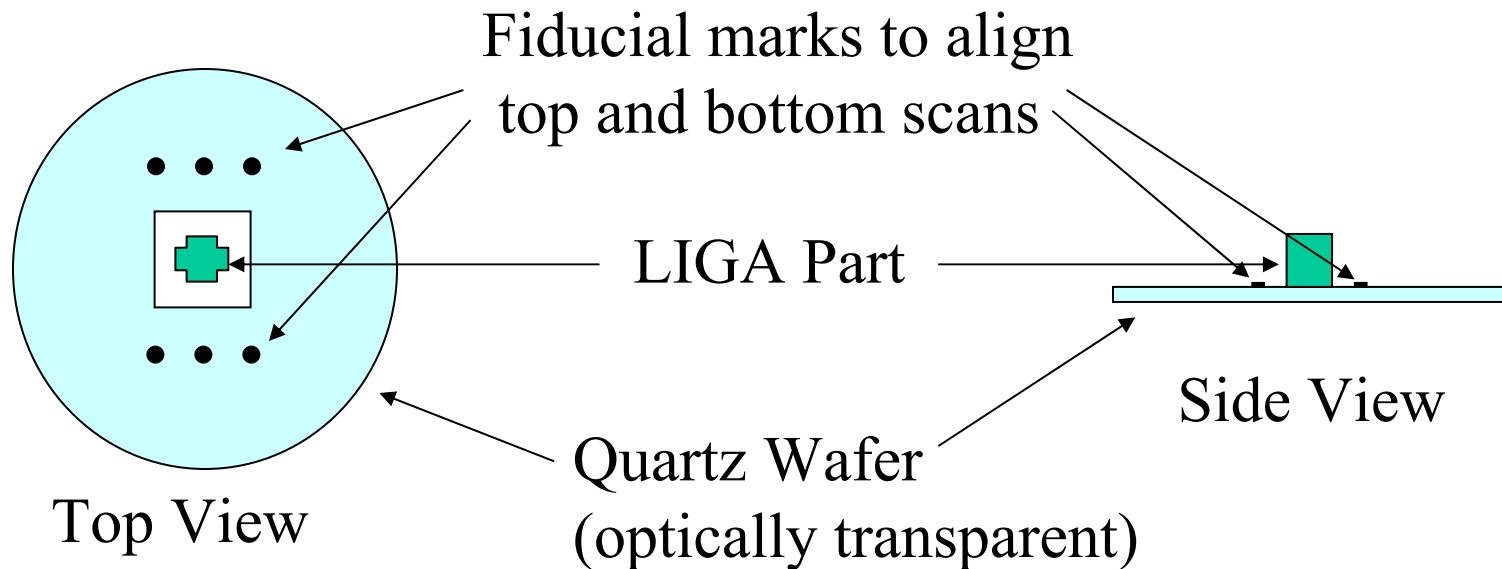 Fiducial marks to align
top and bottom scans
LIGA Part
Side View
Quartz Wafer
(optically transparent)
Top View